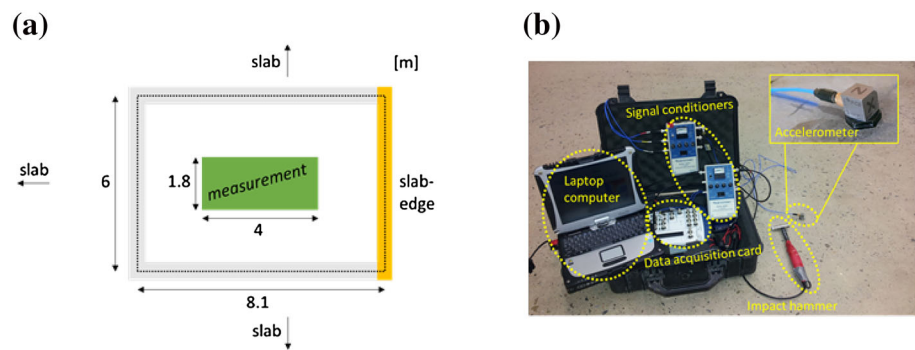 (a)
slab
[m]
slab
6
1.8
measurement
4
slab-
edge
8.1
slab
(b)
Signal conditioners
Accelerometer
Laptop
computer
Data acquisition card
Impact hammer